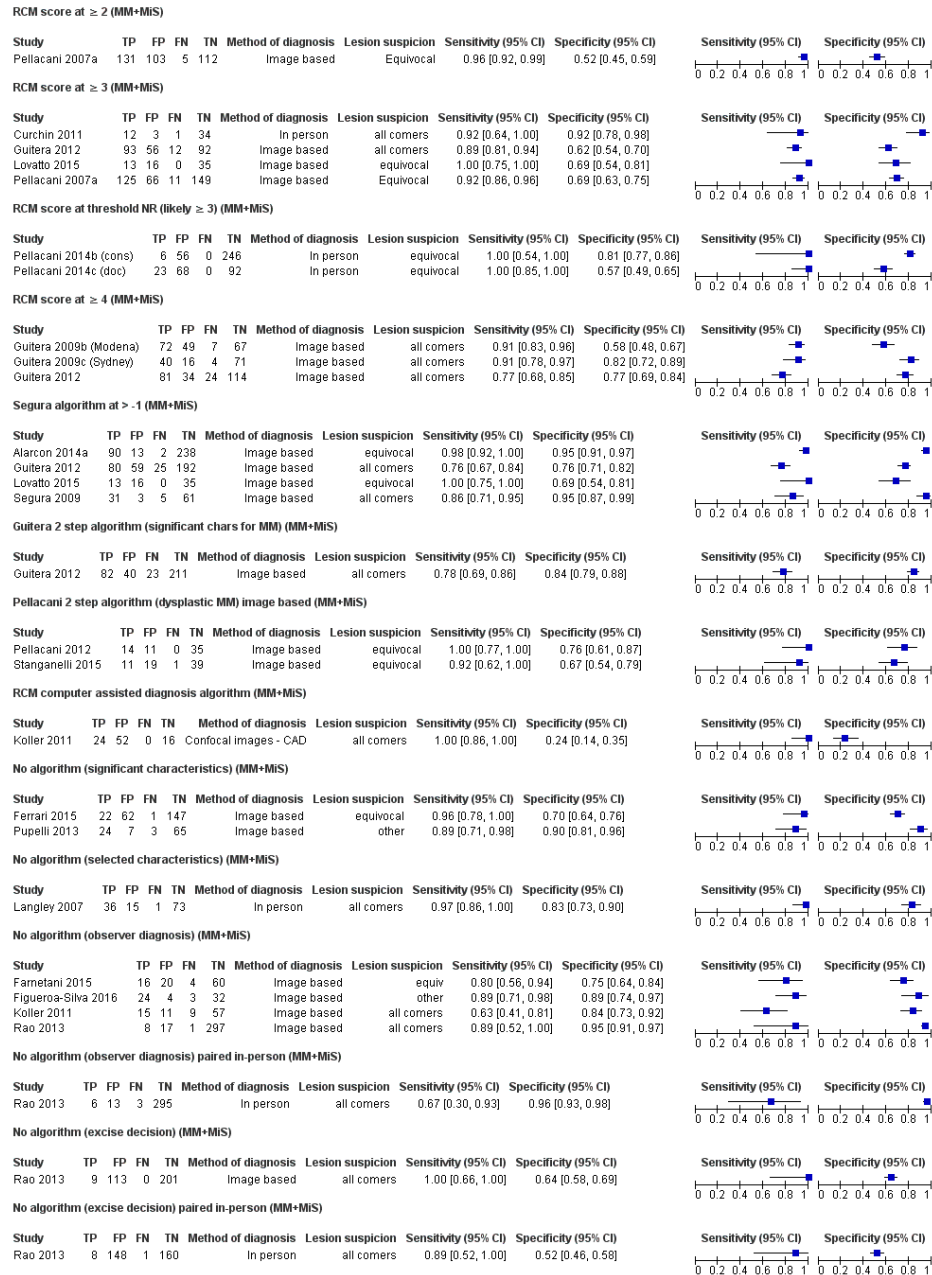 RCM score at ≥ 2 (MM+MiS)
Study TP FP FN TN Method of diagnosis Lesion suspicion Sensitivity (95% CI) Specificity (95% CI) Sensitivity (95% CI) Specificity (95% CI)
Pellacani 2007a 131 103 5 112 Image based Equivocal 0.96 [0.92, 0.99] 0.52 [0.45, 0.59]
0 0.2 0.4 0.6 0.8 1 0 0.2 0.4 0.6 0.8 1
RCM score at ≥ 3 (MM+MiS)
Study TP FP FN TN Method of diagnosis Lesion suspicion Sensitivity (95% CI) Specificity (95% CI) Sensitivity (95% CI) Specificity (95% CI)
Curchin 2011 12 3 1 34 In person all comers 0.92 [0.64, 1.00] 0.92 [0.78, 0.98]
Guitera 2012 93 56 12 92 Image based all comers 0.89 [0.81, 0.94] 0.62 [0.54, 0.70]
Lovatto 2015 13 16 0 35 Image based equivocal 1.00 [0.75, 1.00] 0.69 [0.54, 0.81]
Pellacani 2007a 125 66 11 149 Image based Equivocal 0.92 [0.86, 0.96] 0.69 [0.63, 0.75]
0 0.2 0.4 0.6 0.8 1 0 0.2 0.4 0.6 0.8 1
RCM score at threshold NR (likely ≥ 3) (MM+MiS)
Study TP FP FN TN Method of diagnosis Lesion suspicion Sensitivity (95% CI) Specificity (95% CI) Sensitivity (95% CI) Specificity (95% CI)
Pellacani 2014b (cons) 6 56 0 246 In person equivocal 1.00 [0.54, 1.00] 0.81 [0.77, 0.86]
Pellacani 2014c (doc) 23 68 0 92 In person equivocal 1.00 [0.85, 1.00] 0.57 [0.49, 0.65]
0 0.2 0.4 0.6 0.8 1 0 0.2 0.4 0.6 0.8 1
RCM score at ≥ 4 (MM+MiS)
Study TP FP FN TN Method of diagnosis Lesion suspicion Sensitivity (95% CI) Specificity (95% CI) Sensitivity (95% CI) Specificity (95% CI)
Guitera 2009b (Modena) 72 49 7 67 Image based all comers 0.91 [0.83, 0.96] 0.58 [0.48, 0.67]
Guitera 2009c (Sydney) 40 16 4 71 Image based all comers 0.91 [0.78, 0.97] 0.82 [0.72, 0.89]
Guitera 2012 81 34 24 114 Image based all comers 0.77 [0.68, 0.85] 0.77 [0.69, 0.84]
0 0.2 0.4 0.6 0.8 1 0 0.2 0.4 0.6 0.8 1
Segura algorithm at > -1 (MM+MiS)
Study TP FP FN TN Method of diagnosis Lesion suspicion Sensitivity (95% CI) Specificity (95% CI) Sensitivity (95% CI) Specificity (95% CI)
Alarcon 2014a 90 13 2 238 Image based equivocal 0.98 [0.92, 1.00] 0.95 [0.91, 0.97]
Guitera 2012 80 59 25 192 Image based all comers 0.76 [0.67, 0.84] 0.76 [0.71, 0.82]
Lovatto 2015 13 16 0 35 Image based equivocal 1.00 [0.75, 1.00] 0.69 [0.54, 0.81]
Segura 2009 31 3 5 61 Image based all comers 0.86 [0.71, 0.95] 0.95 [0.87, 0.99]
0 0.2 0.4 0.6 0.8 1 0 0.2 0.4 0.6 0.8 1
Guitera 2 step algorithm (significant chars for MM) (MM+MiS)
Study TP FP FN TN Method of diagnosis Lesion suspicion Sensitivity (95% CI) Specificity (95% CI) Sensitivity (95% CI) Specificity (95% CI)
Guitera 2012 82 40 23 211 Image based all comers 0.78 [0.69, 0.86] 0.84 [0.79, 0.88]
0 0.2 0.4 0.6 0.8 1 0 0.2 0.4 0.6 0.8 1
Pellacani 2 step algorithm (dysplastic MM) image based (MM+MiS)
Study TP FP FN TN Method of diagnosis Lesion suspicion Sensitivity (95% CI) Specificity (95% CI) Sensitivity (95% CI) Specificity (95% CI)
Pellacani 2012 14 11 0 35 Image based equivocal 1.00 [0.77, 1.00] 0.76 [0.61, 0.87]
Stanganelli 2015 11 19 1 39 Image based equivocal 0.92 [0.62, 1.00] 0.67 [0.54, 0.79]
0 0.2 0.4 0.6 0.8 1 0 0.2 0.4 0.6 0.8 1
RCM computer assisted diagnosis algorithm (MM+MiS)
Study TP FP FN TN Method of diagnosis Lesion suspicion Sensitivity (95% CI) Specificity (95% CI) Sensitivity (95% CI) Specificity (95% CI)
Koller 2011 24 52 0 16 Confocal images - CAD all comers 1.00 [0.86, 1.00] 0.24 [0.14, 0.35]
0 0.2 0.4 0.6 0.8 1 0 0.2 0.4 0.6 0.8 1
No algorithm (significant characteristics) (MM+MiS)
Study TP FP FN TN Method of diagnosis Lesion suspicion Sensitivity (95% CI) Specificity (95% CI) Sensitivity (95% CI) Specificity (95% CI)
Ferrari 2015 22 62 1 147 Image based equivocal 0.96 [0.78, 1.00] 0.70 [0.64, 0.76]
Pupelli 2013 24 7 3 65 Image based other 0.89 [0.71, 0.98] 0.90 [0.81, 0.96]
0 0.2 0.4 0.6 0.8 1 0 0.2 0.4 0.6 0.8 1
No algorithm (selected characteristics) (MM+MiS)
Study TP FP FN TN Method of diagnosis Lesion suspicion Sensitivity (95% CI) Specificity (95% CI) Sensitivity (95% CI) Specificity (95% CI)
Langley 2007 36 15 1 73 In person all comers 0.97 [0.86, 1.00] 0.83 [0.73, 0.90]
0 0.2 0.4 0.6 0.8 1 0 0.2 0.4 0.6 0.8 1
No algorithm (observer diagnosis) (MM+MiS)
Study TP FP FN TN Method of diagnosis Lesion suspicion Sensitivity (95% CI) Specificity (95% CI) Sensitivity (95% CI) Specificity (95% CI)
Farnetani 2015 16 20 4 60 Image based equiv 0.80 [0.56, 0.94] 0.75 [0.64, 0.84]
Figueroa-Silva 2016 24 4 3 32 Image based other 0.89 [0.71, 0.98] 0.89 [0.74, 0.97]
Koller 2011 15 11 9 57 Image based all comers 0.63 [0.41, 0.81] 0.84 [0.73, 0.92]
Rao 2013 8 17 1 297 Image based all comers 0.89 [0.52, 1.00] 0.95 [0.91, 0.97]
0 0.2 0.4 0.6 0.8 1 0 0.2 0.4 0.6 0.8 1
No algorithm (observer diagnosis) paired in-person (MM+MiS)
Study TP FP FN TN Method of diagnosis Lesion suspicion Sensitivity (95% CI) Specificity (95% CI) Sensitivity (95% CI) Specificity (95% CI)
Rao 2013 6 13 3 295 In person all comers 0.67 [0.30, 0.93] 0.96 [0.93, 0.98]
0 0.2 0.4 0.6 0.8 1 0 0.2 0.4 0.6 0.8 1
No algorithm (excise decision) (MM+MiS)
Study TP FP FN TN Method of diagnosis Lesion suspicion Sensitivity (95% CI) Specificity (95% CI) Sensitivity (95% CI) Specificity (95% CI)
Rao 2013 9 113 0 201 Image based all comers 1.00 [0.66, 1.00] 0.64 [0.58, 0.69]
0 0.2 0.4 0.6 0.8 1 0 0.2 0.4 0.6 0.8 1
No algorithm (excise decision) paired in-person (MM+MiS)
Study TP FP FN TN Method of diagnosis Lesion suspicion Sensitivity (95% CI) Specificity (95% CI) Sensitivity (95% CI) Specificity (95% CI)
Rao 2013 8 148 1 160 In person all comers 0.89 [0.52, 1.00] 0.52 [0.46, 0.58]
0 0.2 0.4 0.6 0.8 1 0 0.2 0.4 0.6 0.8 1